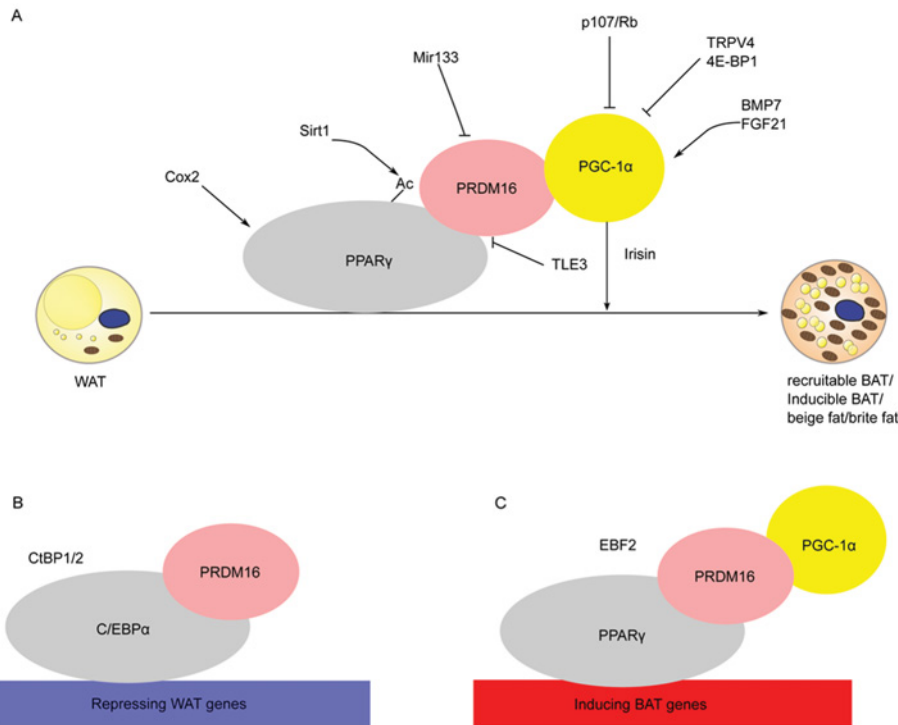 A
p107/Rb
TRPV4
4E-BP1
Mir133
BMP7
FGF21
Sirt1
PGC-1α
Cox2
Ac
PRDM16
PPARγ
TLE3
Irisin
WAT
recruitable BAT/
Inducible BAT/
beige fat/brite fat
B
CtBP1/2
PRDM16
C/EBPα
Repressing WAT genes
C
EBF2
PGC-1α
PRDM16
PPARγ
Inducing BAT genes